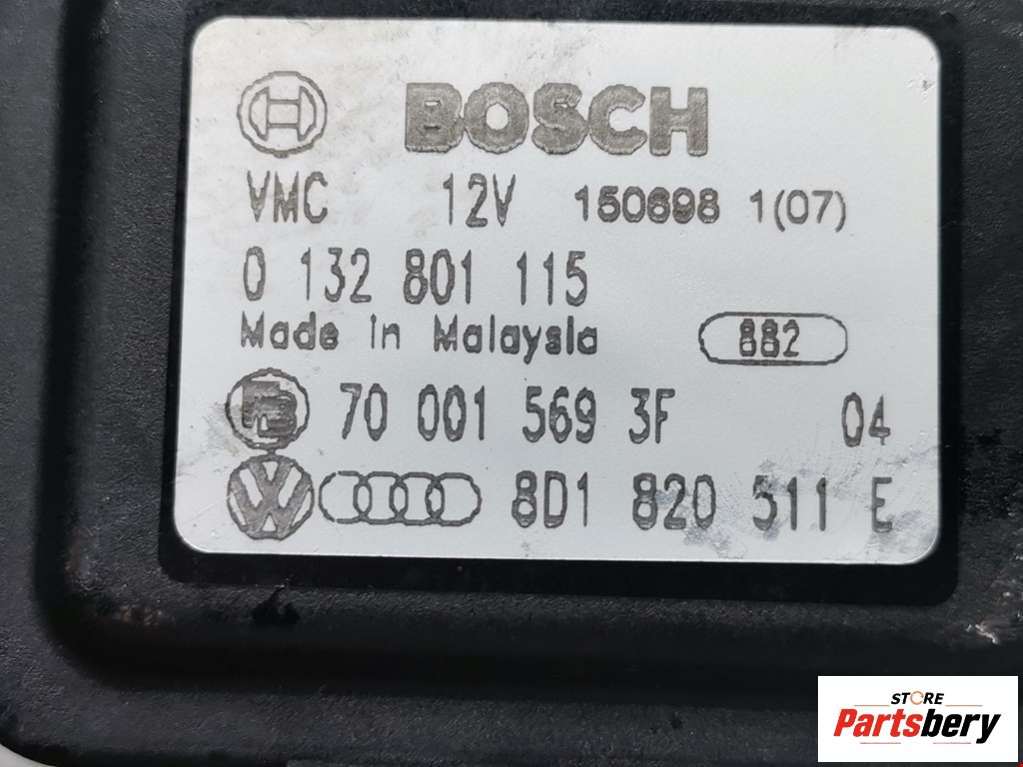 BOSCH
VMC 12V 150698 1(07)
0 132 801 115
Made in Malaysia 882
70 001 569 3F 04
8D1 820 511 E
STORE
Partsbery